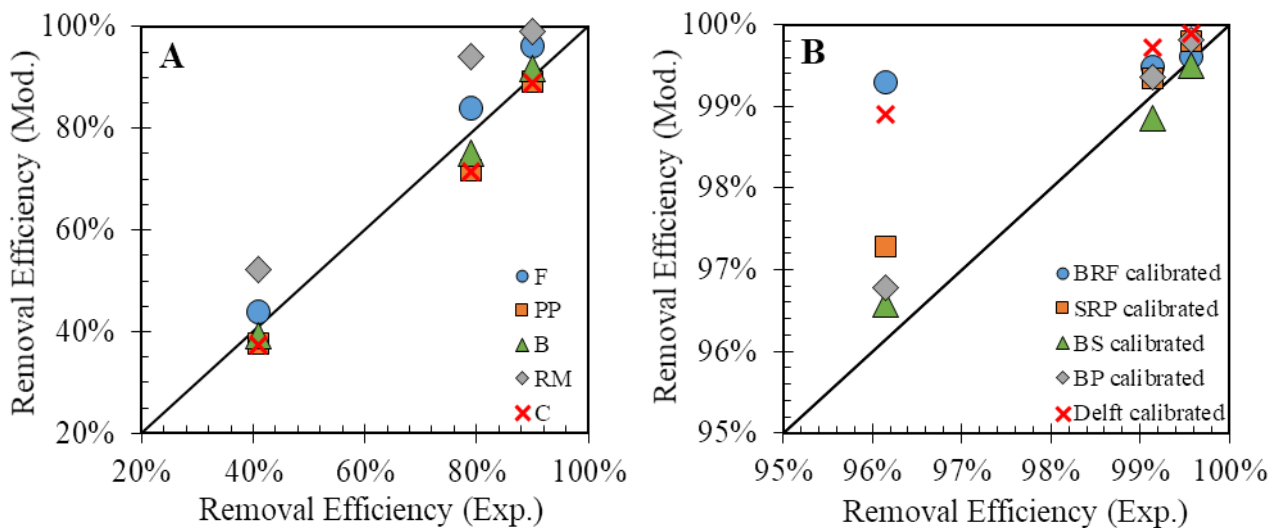 A
Removal Efficiency (Mod.)
100%
80%
60%
40%
20%
20% 40% 60% 80% 100%
Removal Efficiency (Exp.)
F
PP
B
RM
C
B
Removal Efficiency (Mod.)
100%
99%
98%
97%
96%
95%
95% 96% 97% 98% 99% 100%
Removal Efficiency (Exp.)
BRF calibrated
SRP calibrated
BS calibrated
BP calibrated
Delft calibrated